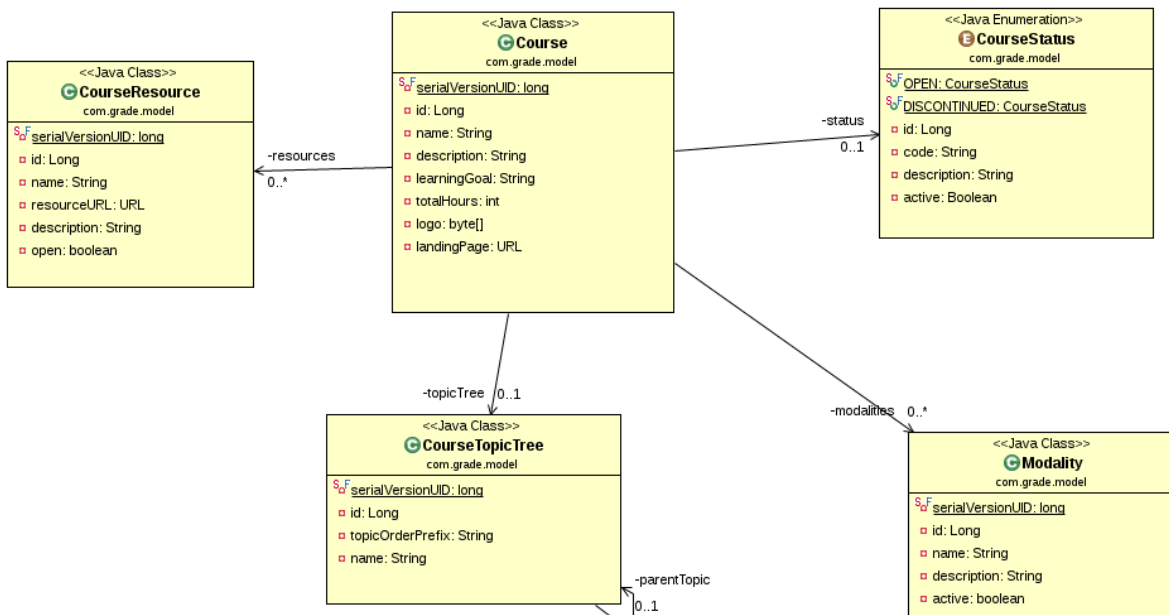 <<Java Class>>
Course
com.grade.model
serialVersionUID: long
id: Long
name: String
description: String
learningGoal: String
totalHours: int
logo: byte[]
landingPage: URL
<<Java Enumeration>>
CourseStatus
com.grade.model
OPEN: CourseStatus
DISCONTINUED: CourseStatus
id: Long
code: String
description: String
active: Boolean
<<Java Class>>
CourseResource
com.grade.model
serialVersionUID: long
id: Long
name: String
resourceURL: URL
description: String
open: boolean
-resources
0..*
-status
0..1
-topicTree
0..1
-modalities
0..*
<<Java Class>>
CourseTopicTree
com.grade.model
serialVersionUID: long
id: Long
topicOrderPrefix: String
name: String
-parentTopic
0..1
<<Java Class>>
Modality
com.grade.model
serialVersionUID: long
id: Long
name: String
description: String
active: boolean